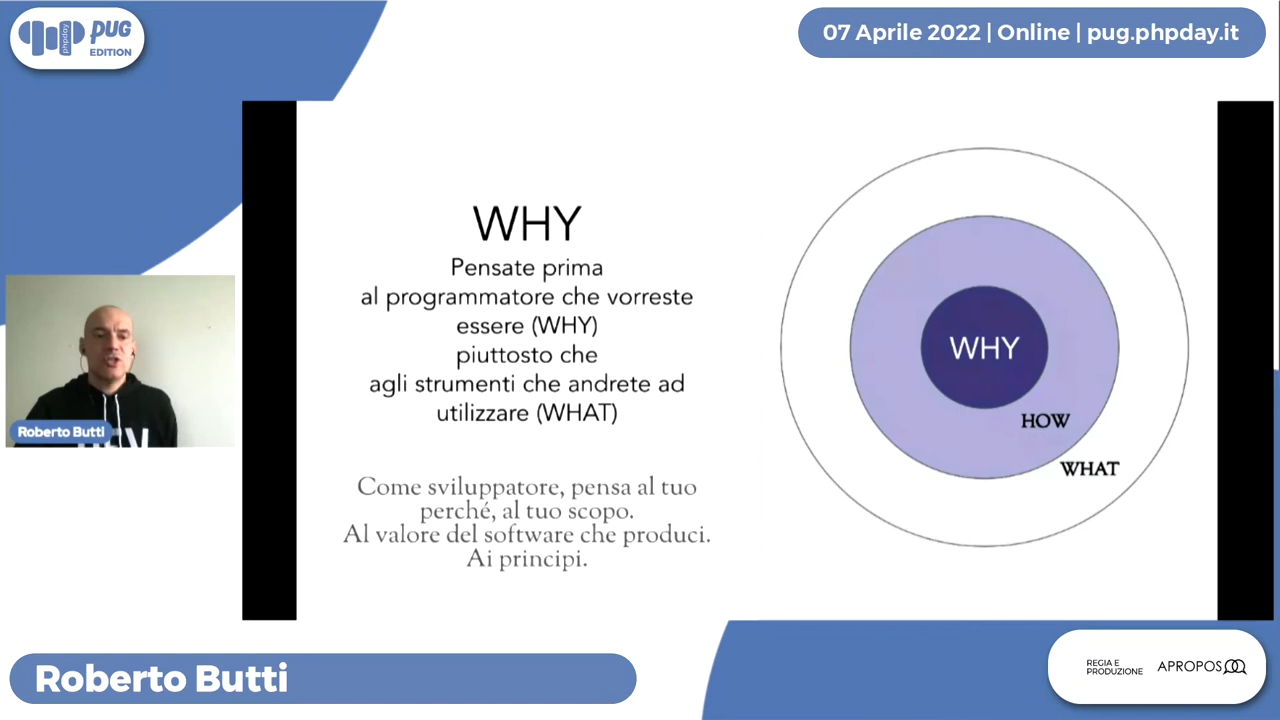 phpday
PUG
EDITION
07 Aprile 2022 | Online | pug.phpday.it
WHY
Pensate prima
al programmatore che vorreste
essere (WHY)
piuttosto che
agli strumenti che andrete ad
utilizzare (WHAT)
Come sviluppatore, pensa al tuo
perché, al tuo scopo.
Al valore del software che produci.
Ai principi.
WHY
HOW
WHAT
Roberto Butti
Roberto Butti
REGIA E
PRODUZIONE
APROPOS